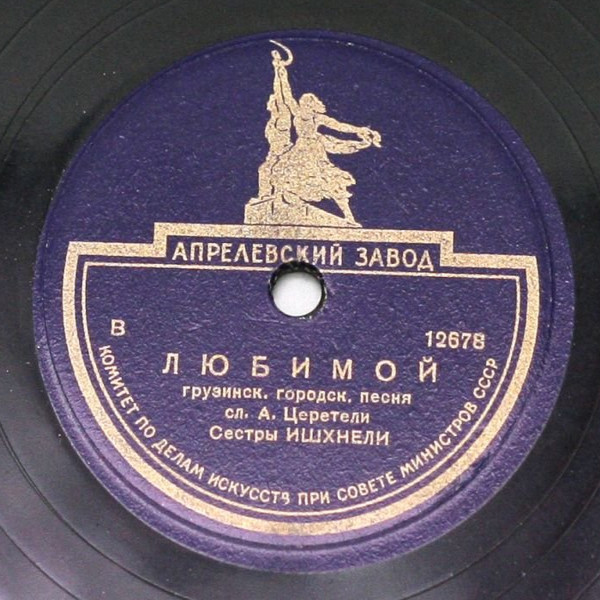 АПРЕЛЕВСКИЙ ЗАВОД
В 12678
ЛЮБИМОЙ
грузинск. городск. песня
сл. А. Церетели
Сестры ИШХНЕЛИ
КОМИТЕТ ПО ДЕЛАМ ИСКУССТВ ПРИ СОВЕТЕ МИНИСТРОВ СССР